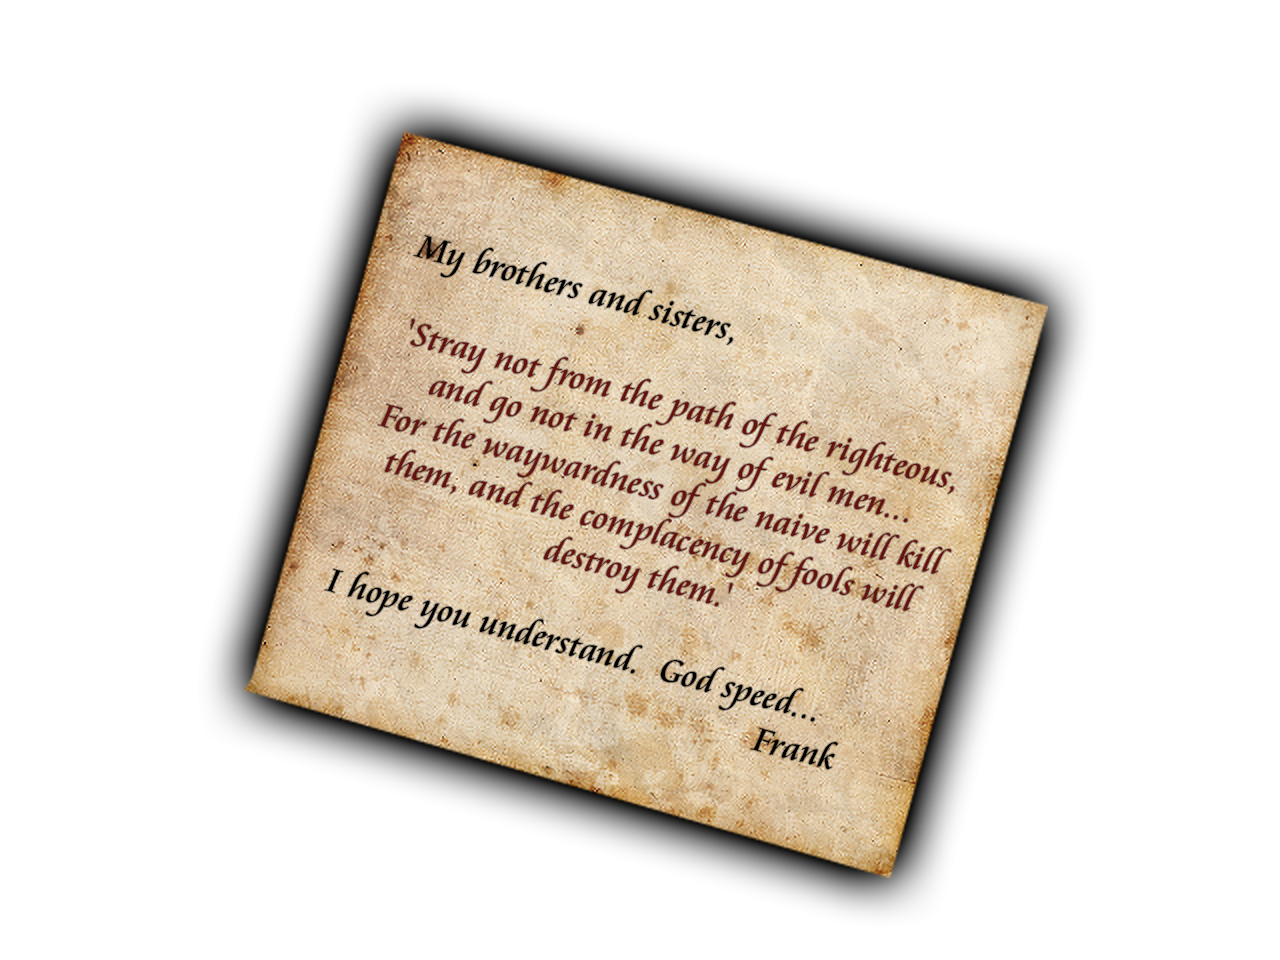 My brothers and sisters,
'Stray not from the path of the righteous,
and go not in the way of evil men...
For the waywardness of the naive will kill
them, and the complacency of fools will
destroy them.'
I hope you understand.  God speed...
Frank